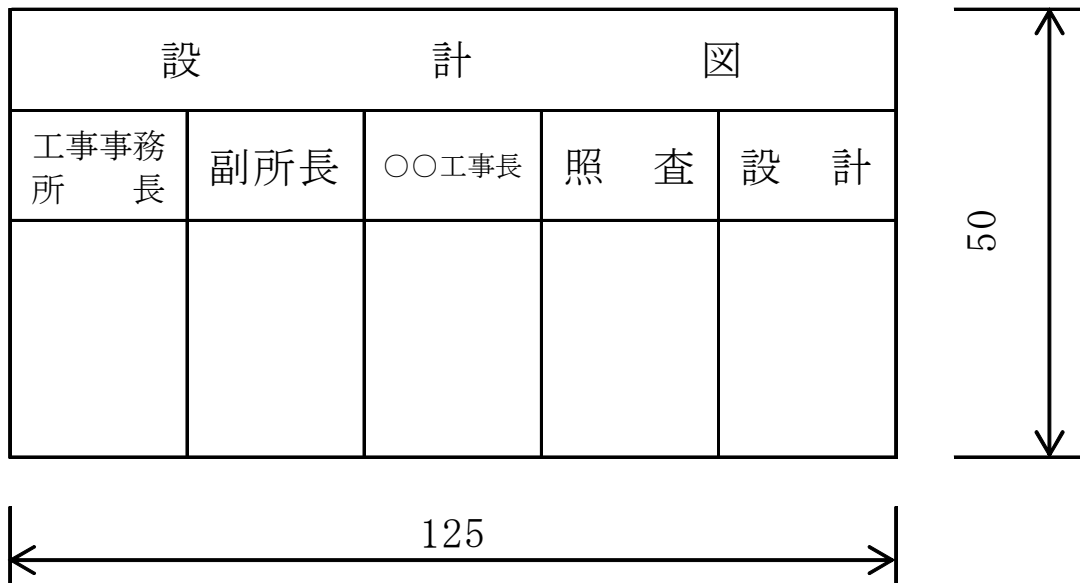 設 計 図
工事事務
所 長
副所長
○○工事長
照 査
設 計
50
125